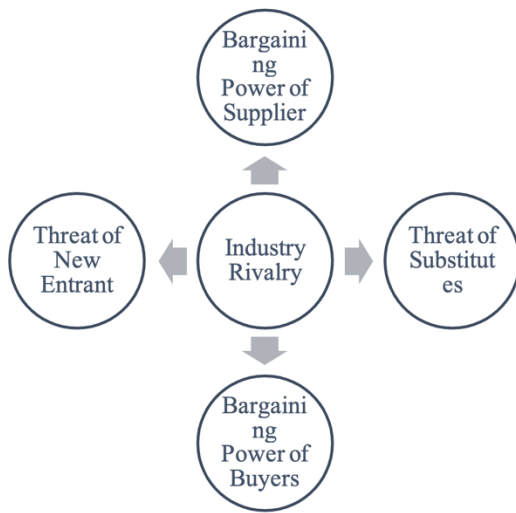 Bargaini
ng
Power of
Supplier
Threat of
New
Entrant
Industry
Rivalry
Threat of
Substitut
es
Bargaini
ng
Power of
Buyers